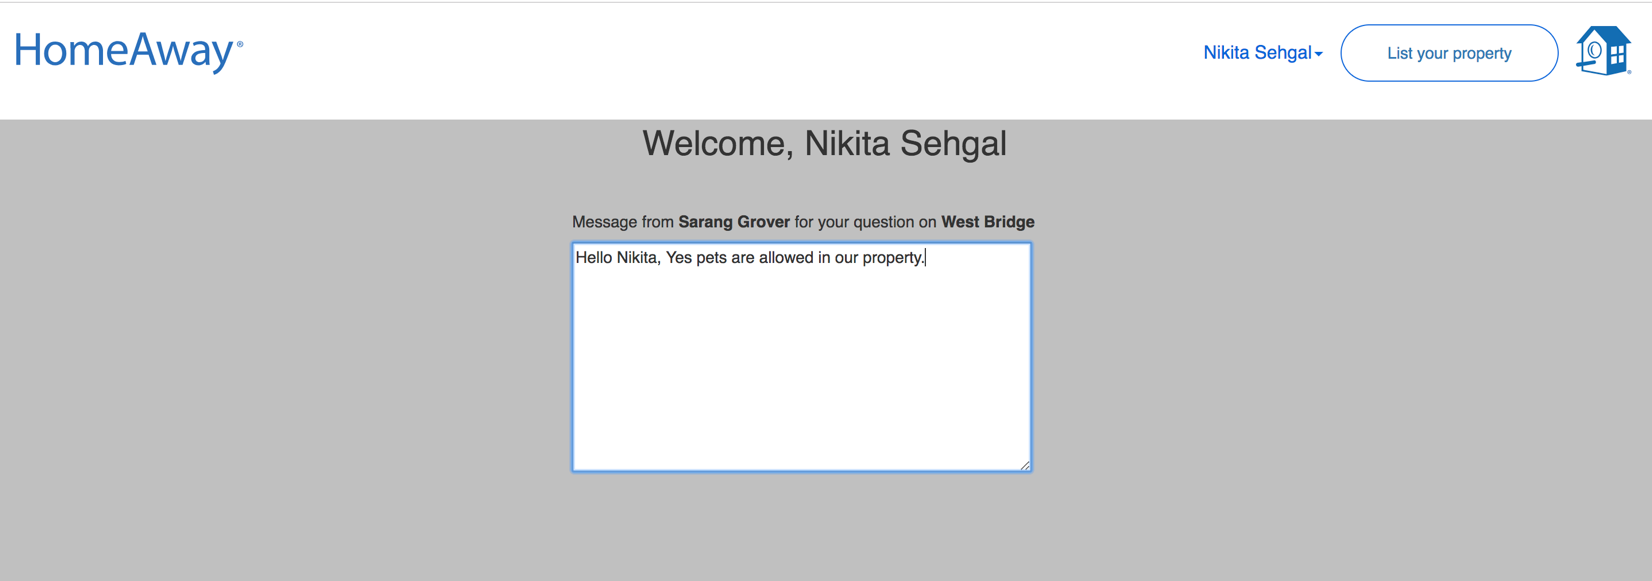 HomeAway®
Nikita Sehgal
List your property
Welcome, Nikita Sehgal
Message from Sarang Grover for your question on West Bridge
Hello Nikita, Yes pets are allowed in our property.